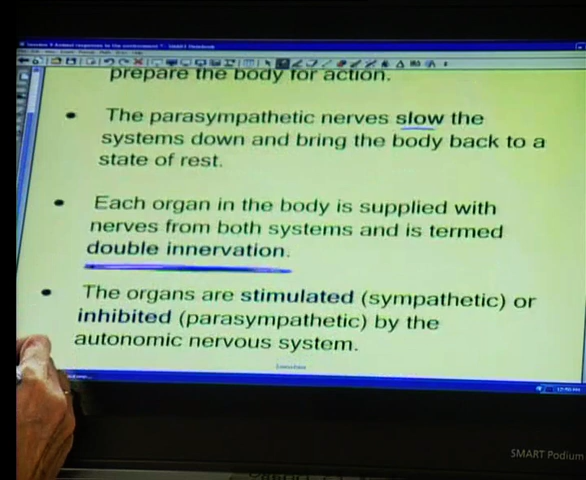 prepare the body for action.
• The parasympathetic nerves slow the
systems down and bring the body back to a
state of rest.
• Each organ in the body is supplied with
nerves from both systems and is termed
double innervation.
• The organs are stimulated (sympathetic) or
inhibited (parasympathetic) by the
autonomic nervous system.
SMART Podium